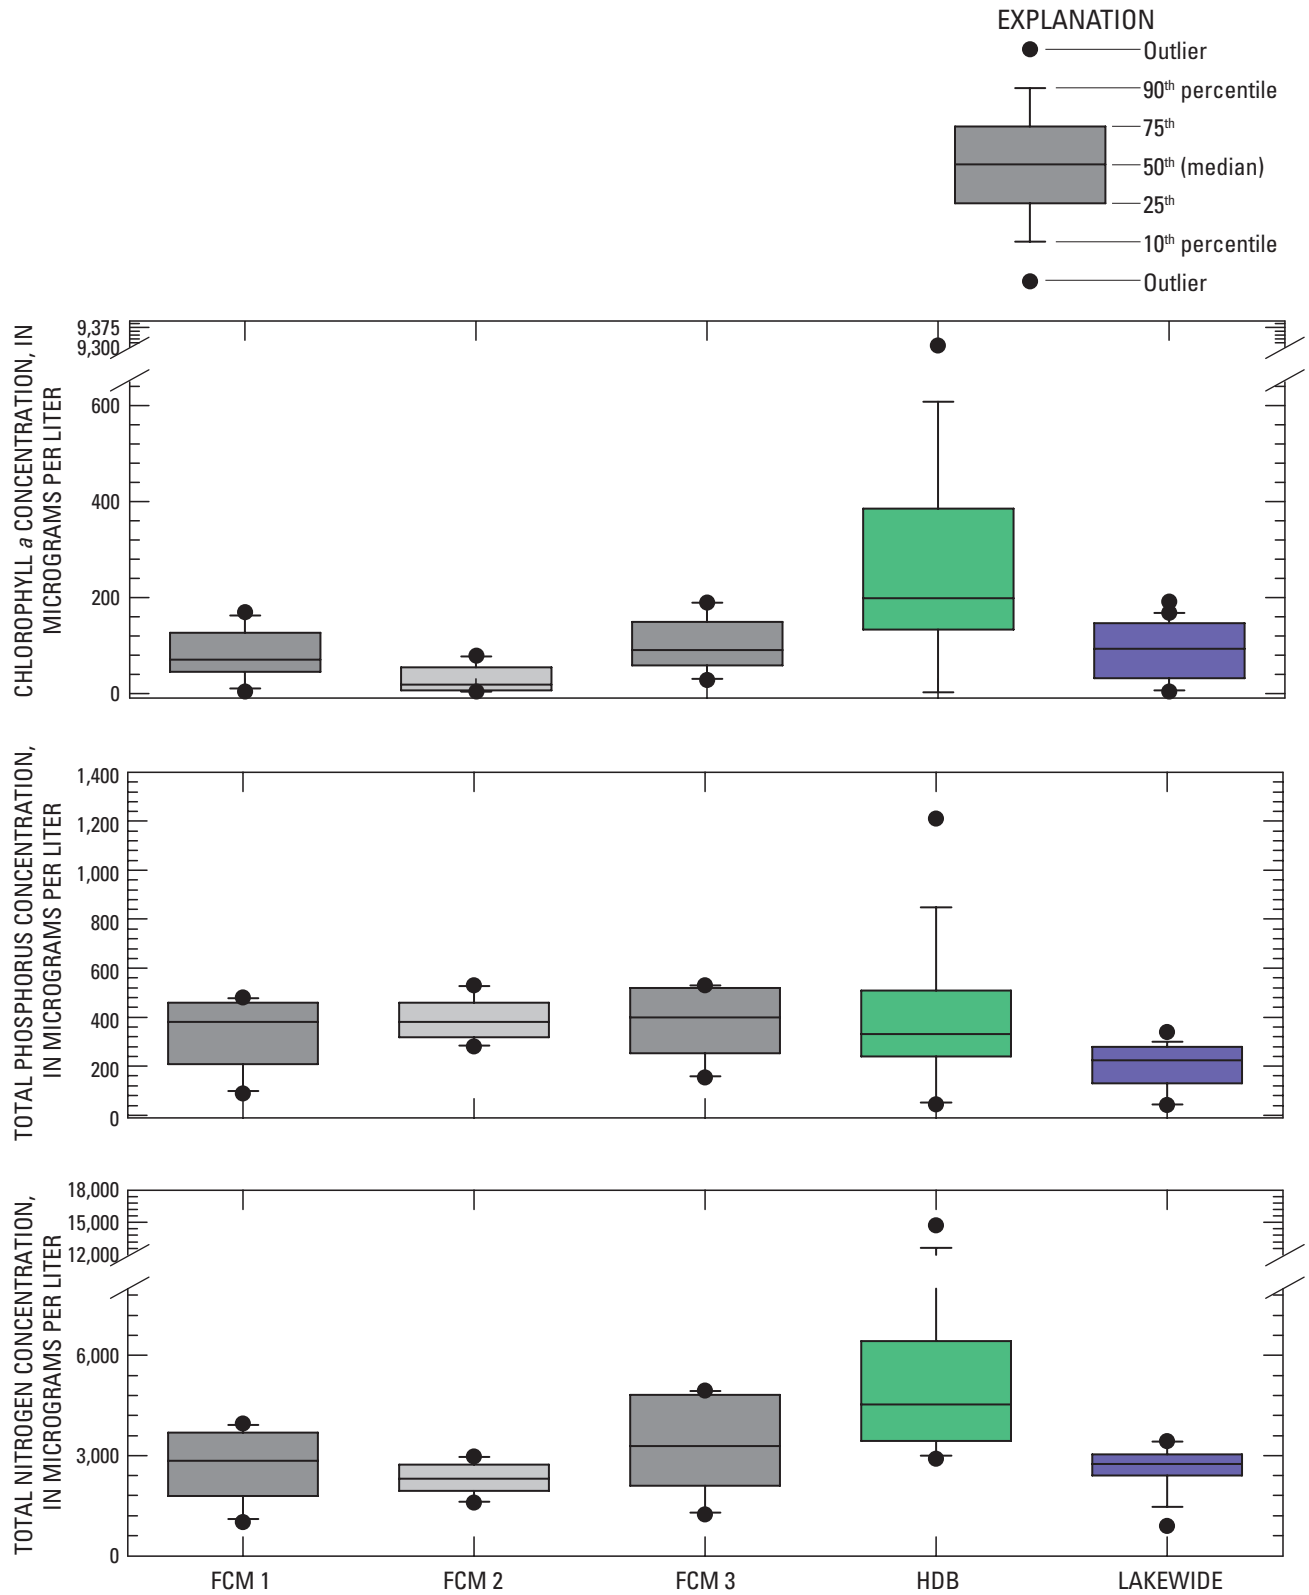 EXPLANATION
Outlier
90th percentile
75th
50th (median)
25th
10th percentile
Outlier
CHLOROPHYLL a CONCENTRATION, IN
MICROGRAMS PER LITER
9,375
9,300
600
400
200
0
TOTAL PHOSPHORUS CONCENTRATION,
IN MICROGRAMS PER LITER
1,400
1,200
1,000
800
600
400
200
0
TOTAL NITROGEN CONCENTRATION,
IN MICROGRAMS PER LITER
18,000
15,000
12,000
6,000
3,000
0
FCM 1
FCM 2
FCM 3
HDB
LAKEWIDE